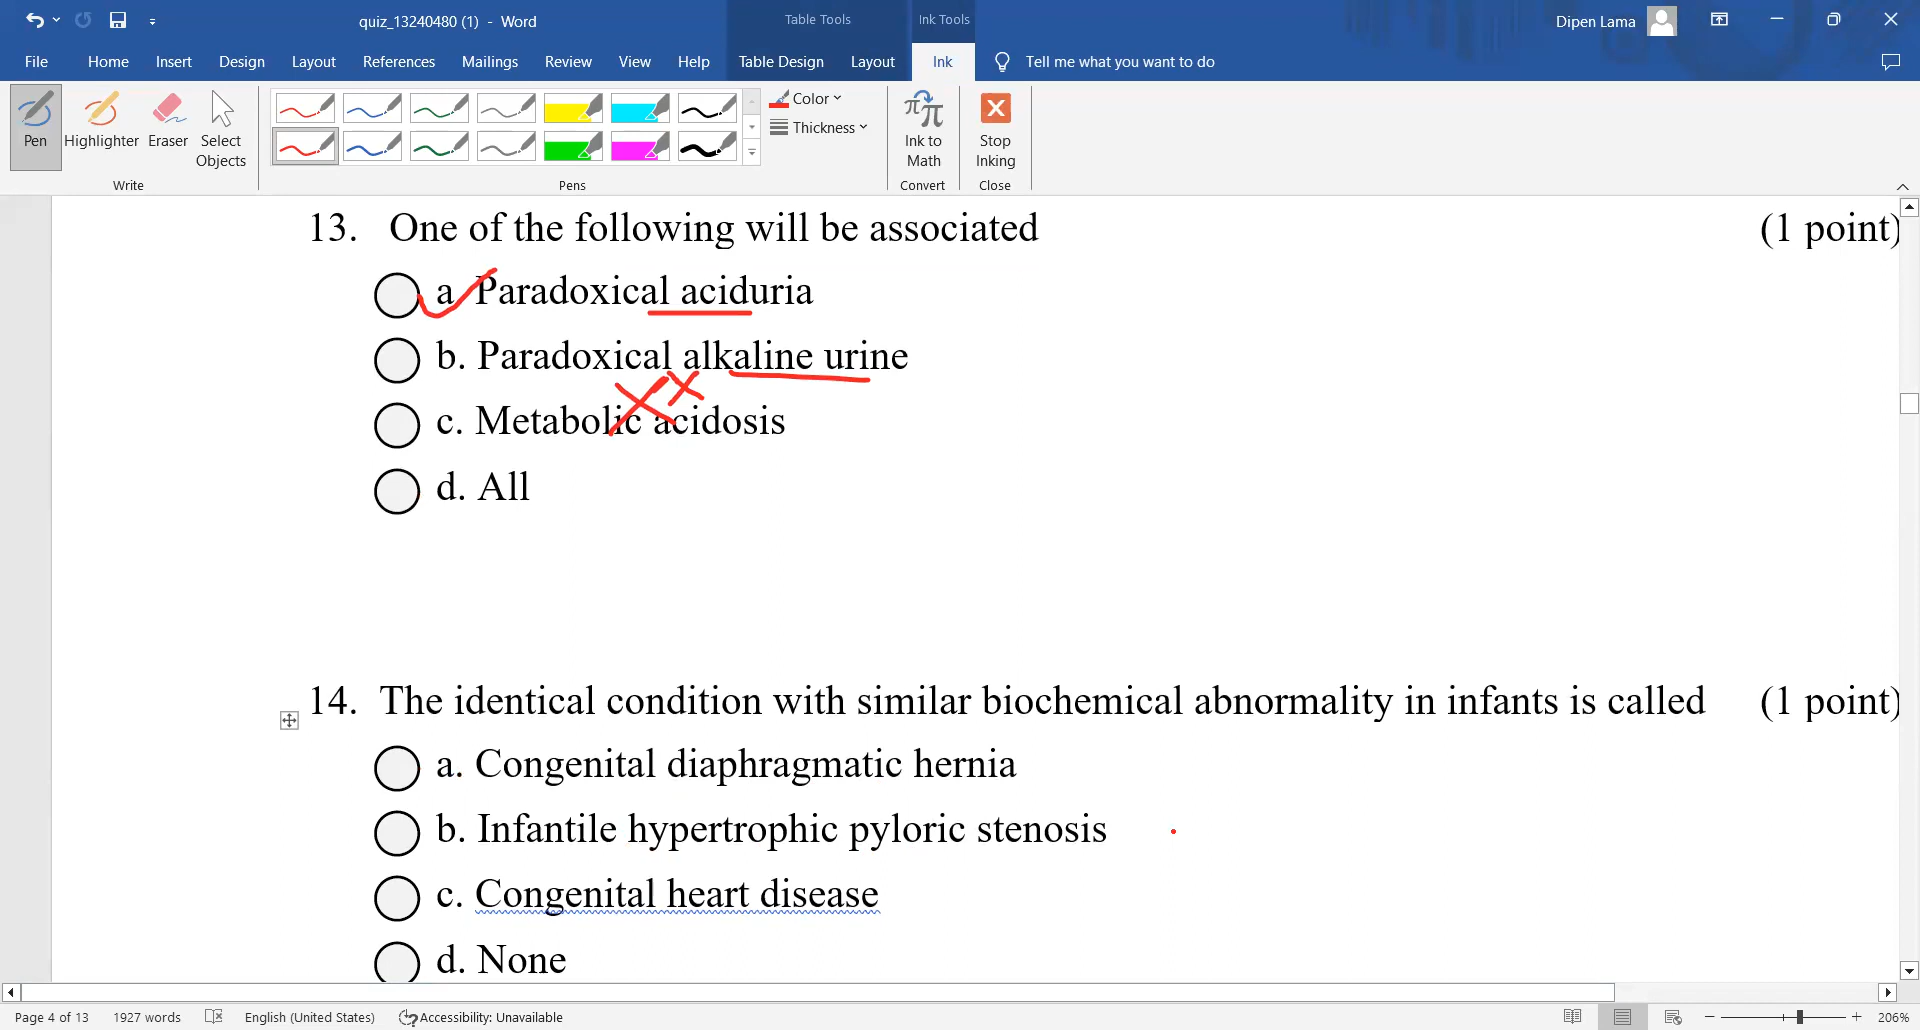 quiz_13240480 (1) - Word
Table Tools
Ink Tools
Dipen Lama
File Home Insert Design Layout References Mailings Review View Help Table Design Layout Ink Tell me what you want to do
Pen
Highlighter
Eraser
Select Objects
Color
Thickness
Ink to Math
Stop Inking
Write
Pens
Convert
Close
13. One of the following will be associated (1 point)
a. Paradoxical aciduria
b. Paradoxical alkaline urine
c. Metabolic acidosis
d. All
14. The identical condition with similar biochemical abnormality in infants is called (1 point)
a. Congenital diaphragmatic hernia
b. Infantile hypertrophic pyloric stenosis
c. Congenital heart disease
d. None
Page 4 of 13 1927 words English (United States) Accessibility: Unavailable 206%